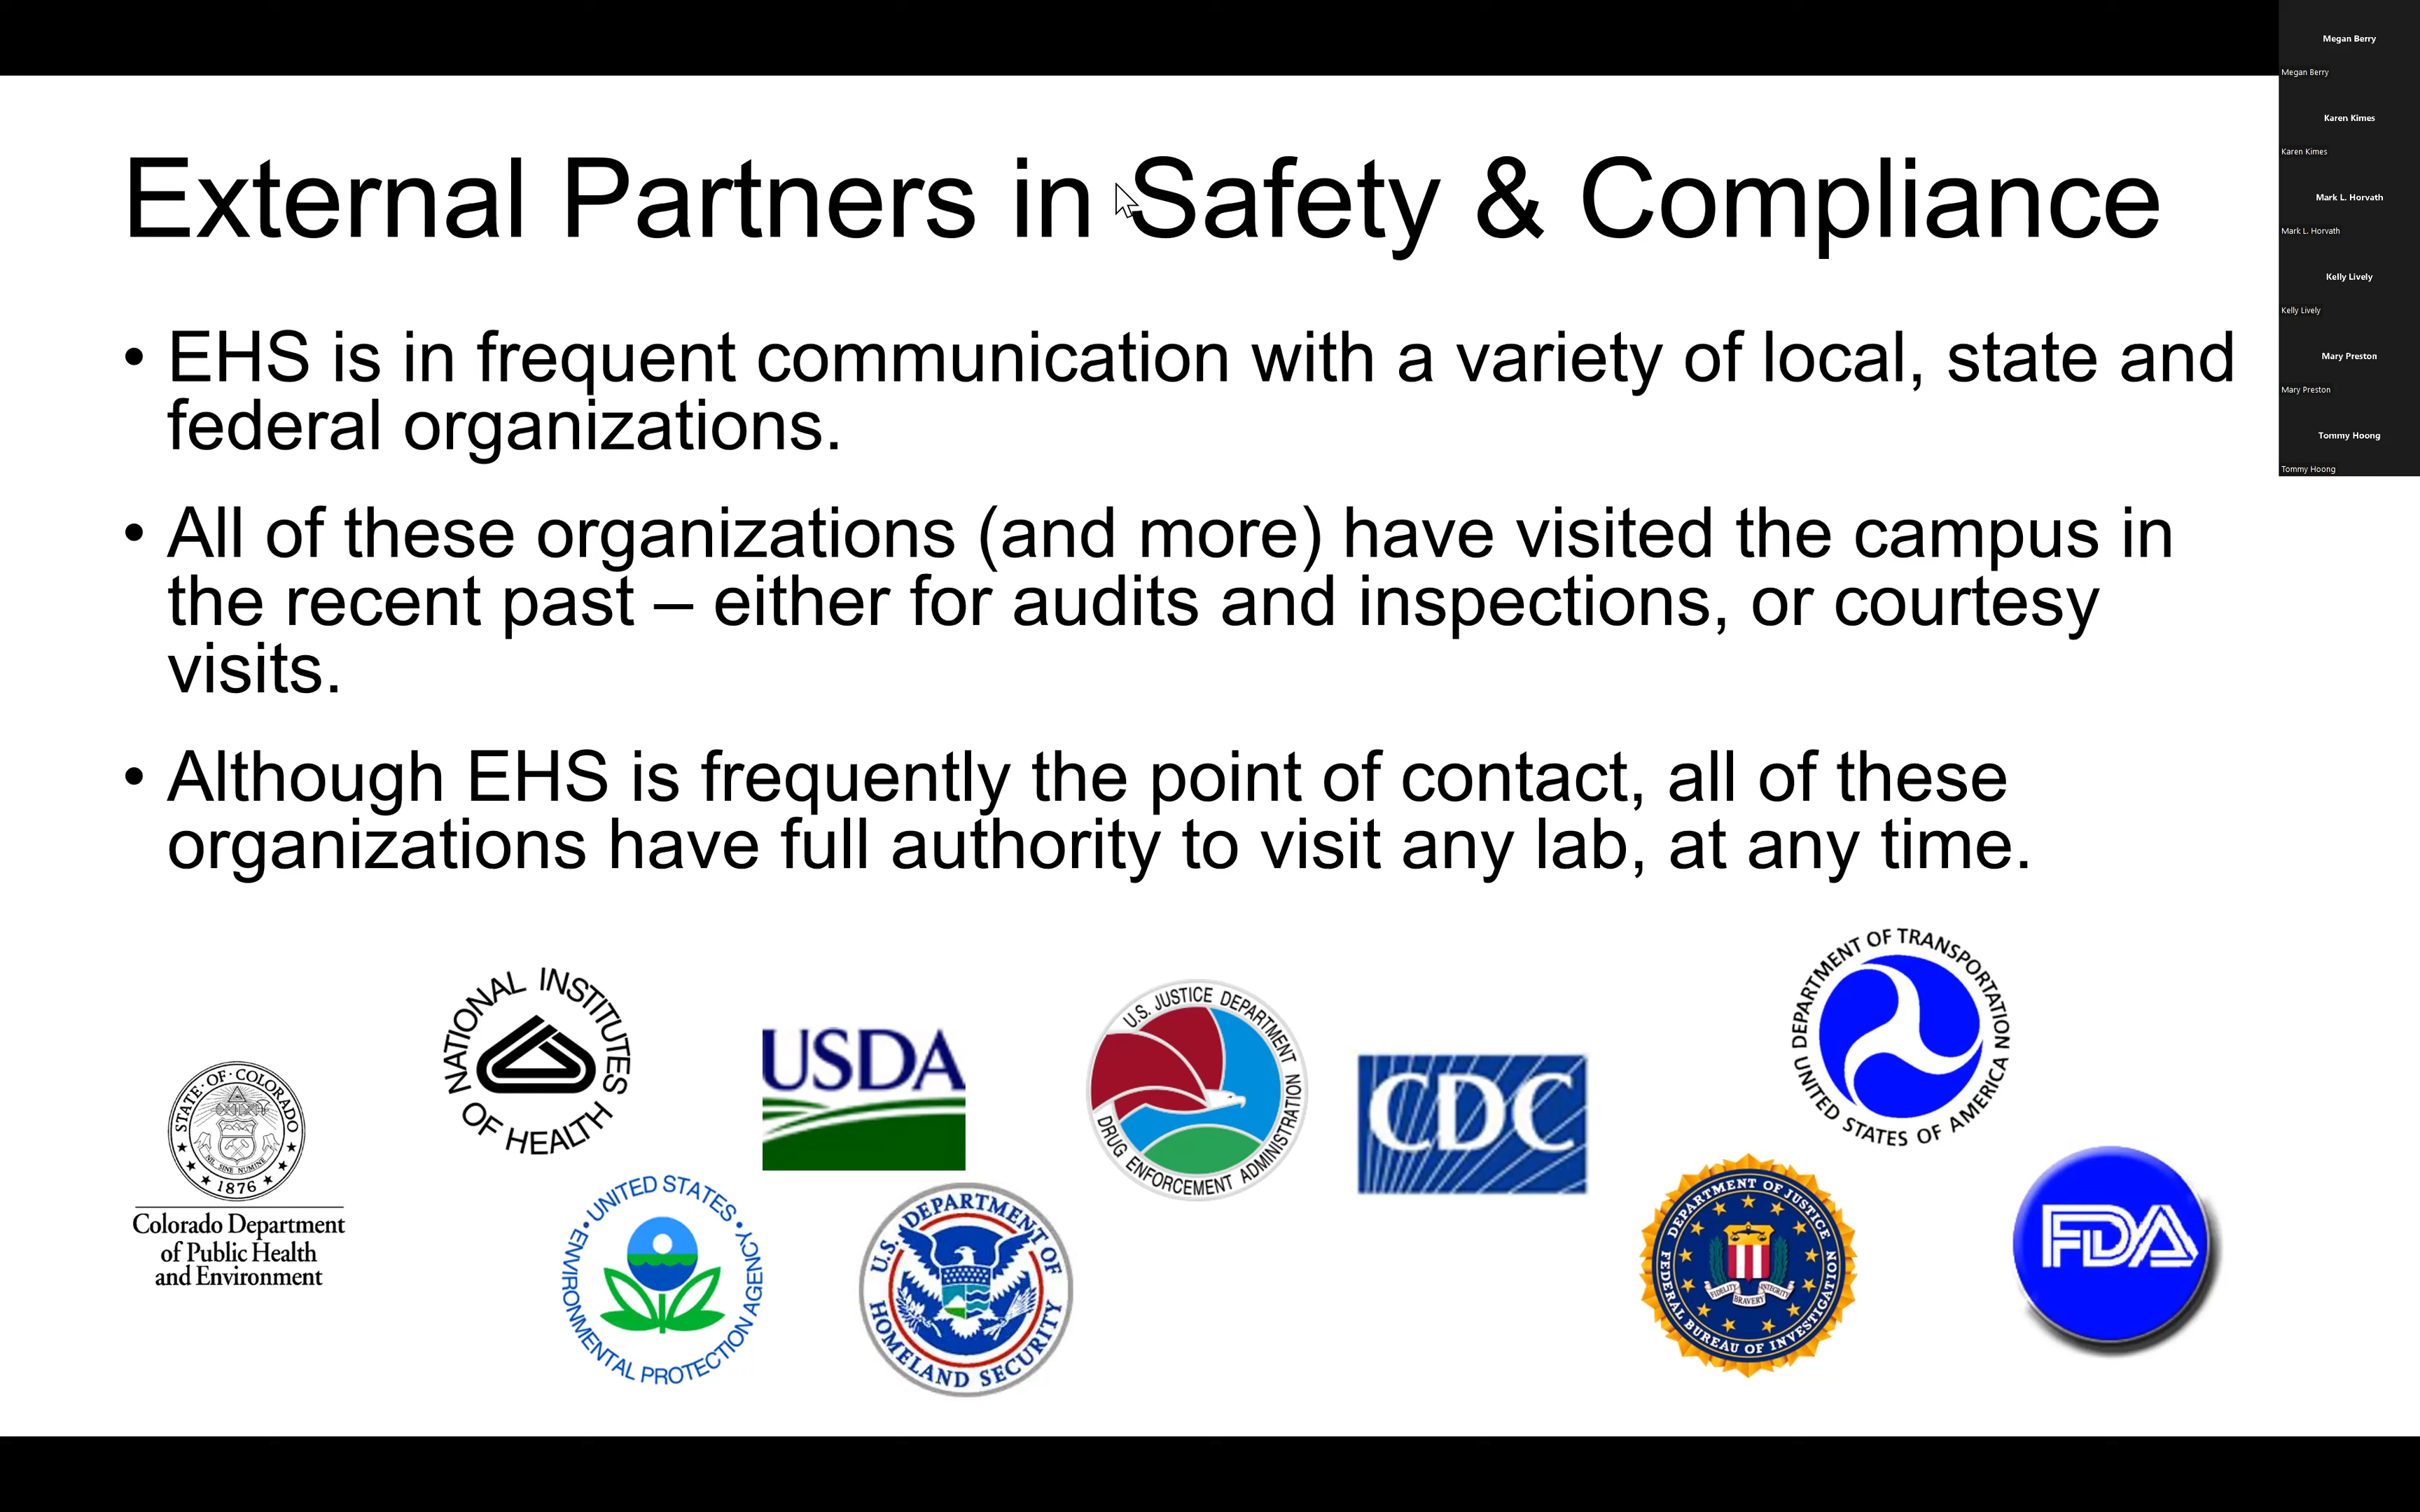 External Partners in Safety & Compliance
• EHS is in frequent communication with a variety of local, state and
federal organizations.
• All of these organizations (and more) have visited the campus in
the recent past – either for audits and inspections, or courtesy
visits.
• Although EHS is frequently the point of contact, all of these
organizations have full authority to visit any lab, at any time.
STATE·OF·COLORADO
NIL SINE NUMINE
★ ★ 1876 ★ ★
Colorado Department
of Public Health
and Environment
NATIONAL INSTITUTES
OF HEALTH
• UNITED STATES •
ENVIRONMENTAL PROTECTION AGENCY
USDA
U.S. DEPARTMENT OF
HOMELAND SECURITY
U.S. JUSTICE DEPARTMENT
DRUG ENFORCEMENT ADMINISTRATION
CDC
DEPARTMENT OF JUSTICE
FIDELITY BRAVERY INTEGRITY
FEDERAL BUREAU OF INVESTIGATION
DEPARTMENT OF TRANSPORTATION
UNITED STATES OF AMERICA
FDA
Megan Berry
Megan Berry
Karen Kimes
Karen Kimes
Mark L. Horvath
Mark L. Horvath
Kelly Lively
Kelly Lively
Mary Preston
Mary Preston
Tommy Hoong
Tommy Hoong